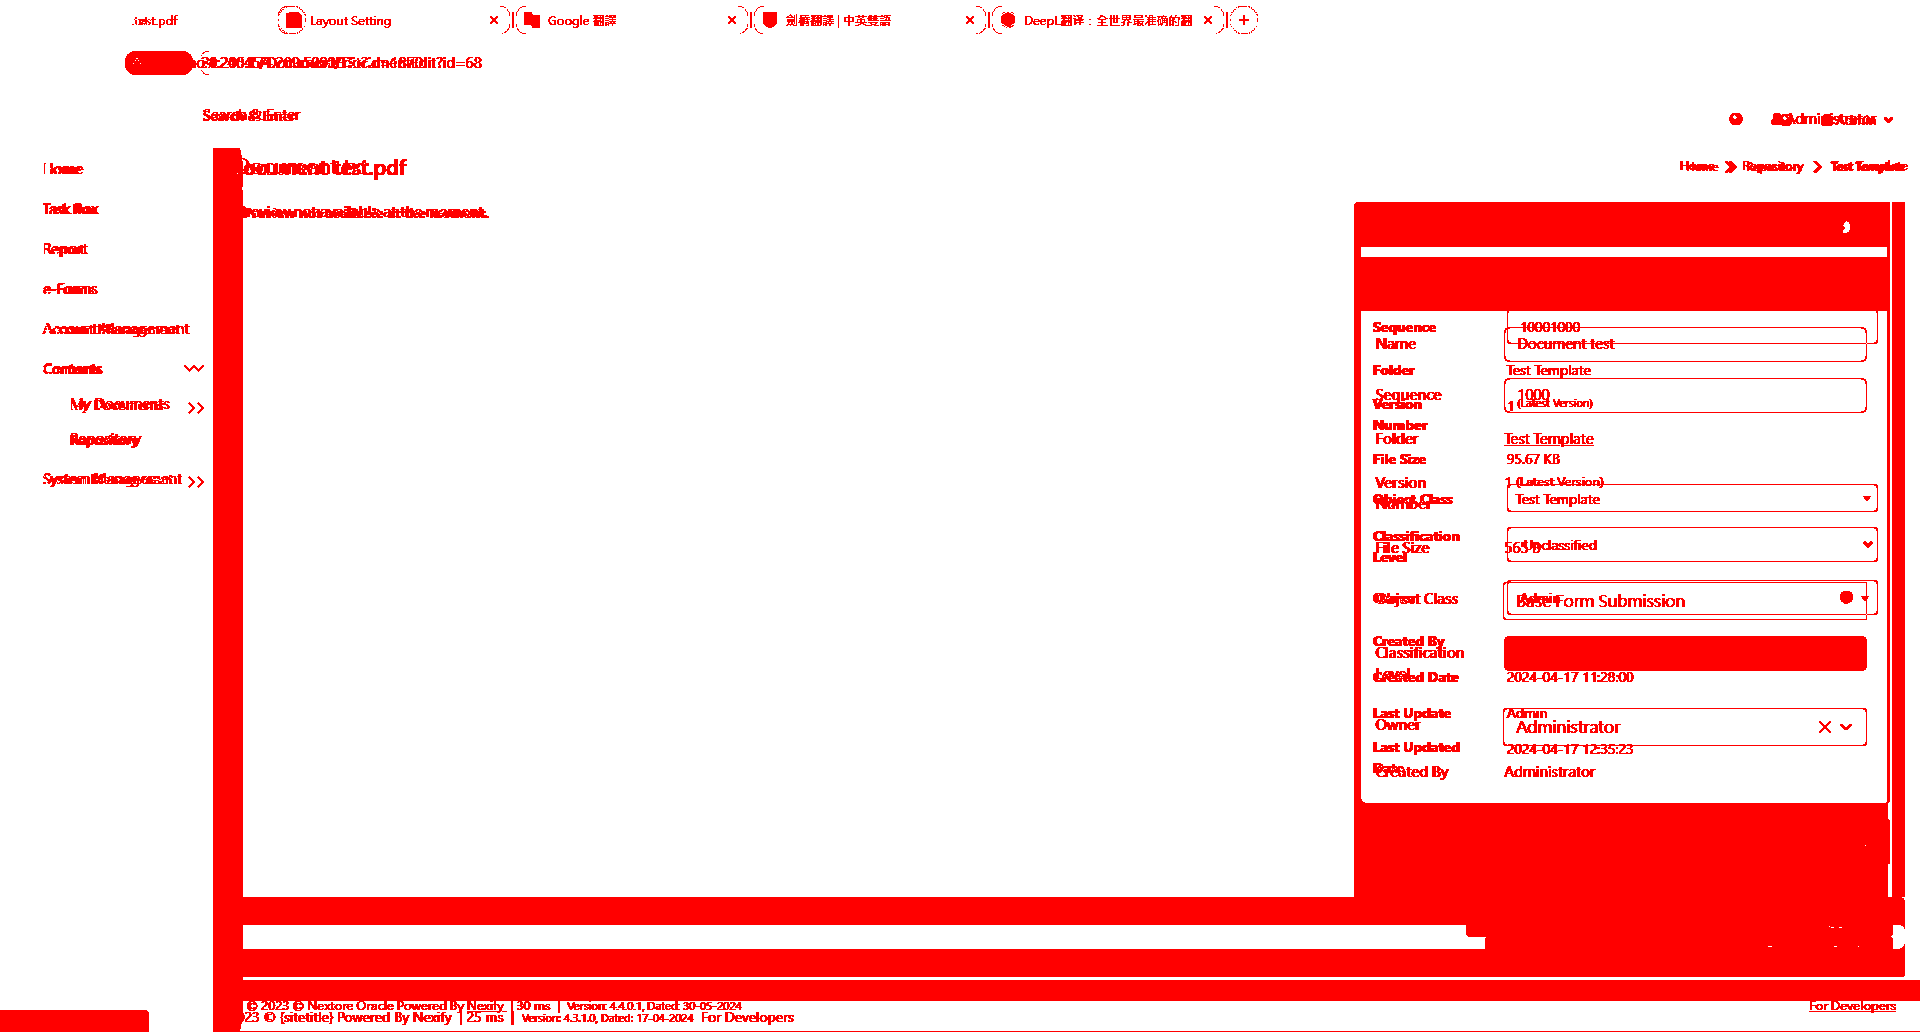 test.pdf
Layout Setting
Google 翻譯
劍橋翻譯 | 中英雙語
DeepL翻译：全世界最准确的翻
Search & Enter
Administrator
Home
Task Box
Report
e-Forms
Account Management
Contents
My Documents
Repository
System Management
Document test.pdf
Home > Repository > Test Template
Preview not available at the moment.
Sequence
10001000
Name
Document test
Folder
Test Template
Sequence
1000
Version
1 (Latest Version)
Number
Folder
Test Template
File Size
95.67 KB
Version
1 (Latest Version)
Object Class
Test Template
Number
Classification
Unclassified
File Size
565 B
Level
Object Class
Admin
Base Form Submission
Created By
Classification
Level
Created Date
2024-04-17 11:28:00
Last Update
Admin
Owner
Administrator
Last Updated
2024-04-17 12:35:23
Date
Created By
Administrator
© 2023 © Nextore Oracle Powered By Nexify | 30 ms | Version: 4.4.0.1, Dated: 30-05-2024
For Developers
23 © {sitetitle} Powered By Nexify | 25 ms | Version: 4.3.1.0, Dated: 17-04-2024 For Developers